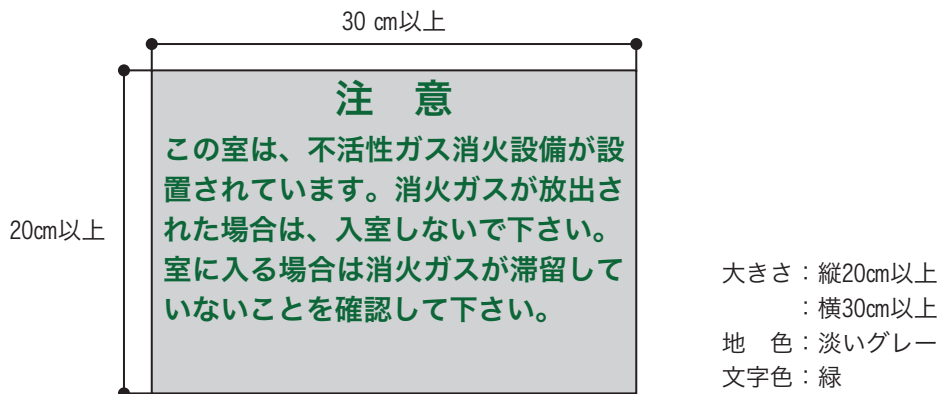 30 ㎝以上
注　意
この室は、不活性ガス消火設備が設
置されています。消火ガスが放出さ
れた場合は、入室しないで下さい。
室に入る場合は消火ガスが滞留して
いないことを確認して下さい。
20㎝以上
大きさ：縦20㎝以上
：横30㎝以上
地　色：淡いグレー
文字色：緑